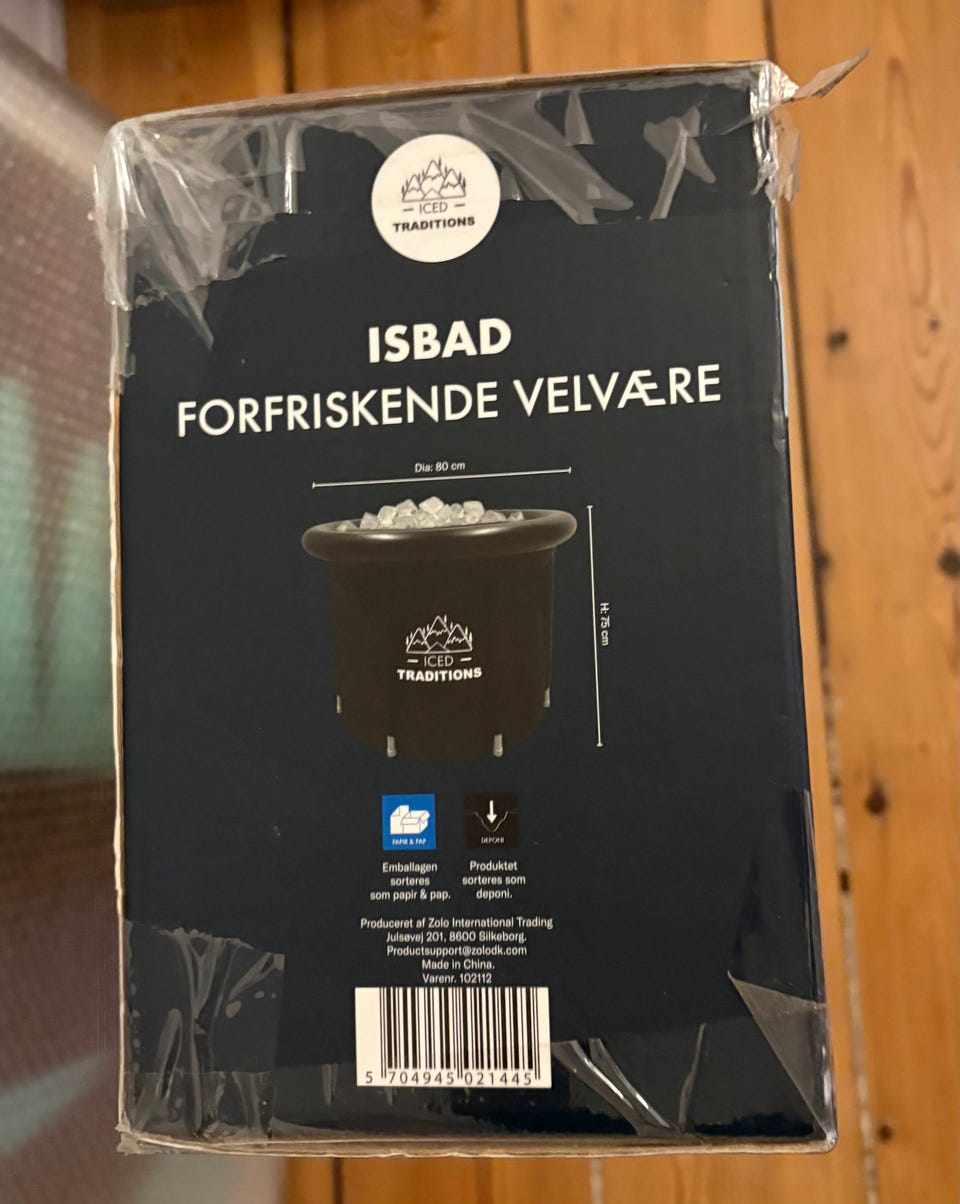 ICED
TRADITIONS
ISBAD
FORFRISKENDE VELVÆRE
Dia: 80 cm
H: 75 cm
ICED
TRADITIONS
PAPIR & PAP
DEPONI
Emballagen
sorteres
som papir & pap.
Produktet
sorteres som
deponi.
Produceret af Zolo International Trading
Julsøvej 201, 8600 Silkeborg.
Productsupport@zolodk.com
Made in China.
Varenr. 102112
5 704945 021445